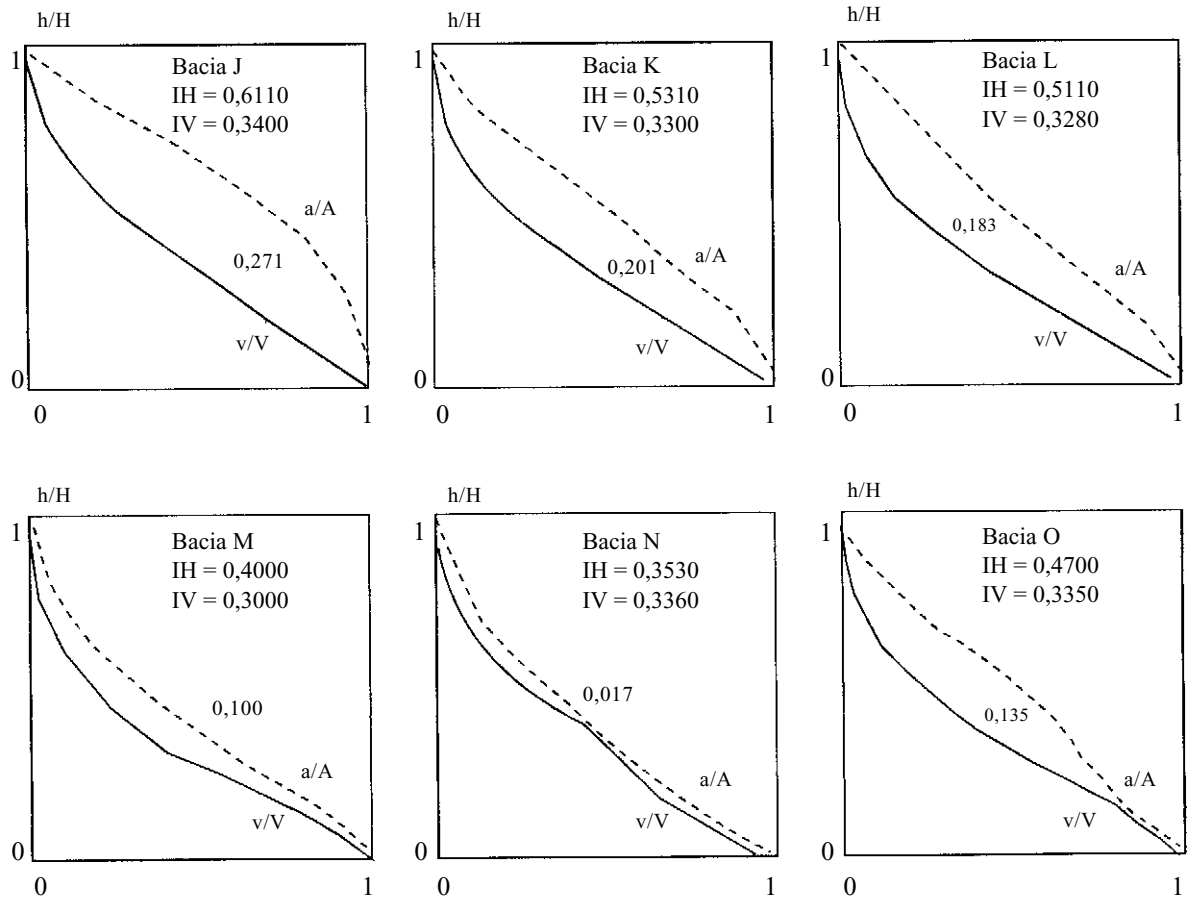 h/H
1
Bacia J
IH = 0,6110
IV = 0,3400
a/A
0,271
v/V
0
0 1
1
Bacia K
IH = 0,5310
IV = 0,3300
a/A
0,201
v/V
0
0 1
h/H
1
Bacia L
IH = 0,5110
IV = 0,3280
0,183
a/A
v/V
0
0 1
h/H
1
Bacia M
IH = 0,4000
IV = 0,3000
0,100
a/A
v/V
0
0 1
h/H
1
Bacia N
IH = 0,3530
IV = 0,3360
0,017
a/A
v/V
0
0 1
h/H
1
Bacia O
IH = 0,4700
IV = 0,3350
0,135
a/A
v/V
0
0 1
h/H